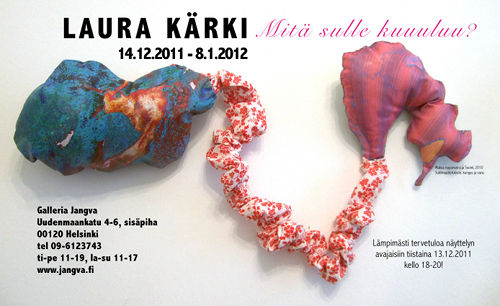 LAURA KÄRKI Mitä sulle kuuuluu?
14.12.2011 - 8.1.2012
Galleria Jangva
Uudenmaankatu 4-6, sisäpiha
00120 Helsinki
tel 09-6123743
ti-pe 11-19, la-su 11-17
www.jangva.fi
Lämpimästi tervetuloa näyttelyn
avajaisiin tiistaina 13.12.2011
kello 18-20!